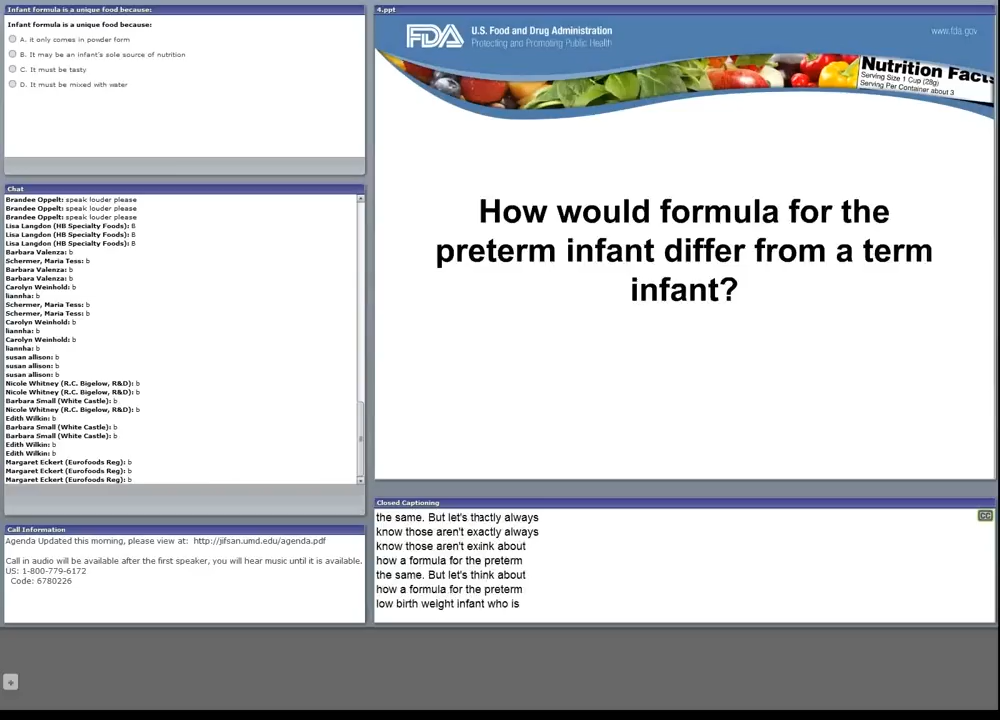 Infant formula is a unique food because:
Infant formula is a unique food because:
A. It only comes in powder form
B. It may be an infant's sole source of nutrition
C. It must be tasty
D. It must be mixed with water
Chat
Brandee Oppelt: speak louder please
Brandee Oppelt: speak louder please
Brandee Oppelt: speak louder please
Lisa Langdon (HB Specialty Foods): B
Lisa Langdon (HB Specialty Foods): B
Lisa Langdon (HB Specialty Foods): B
Barbara Valenza: b
Schermer, Maria Tess: b
Barbara Valenza: b
Barbara Valenza: b
Carolyn Weinhold: b
liannha: b
Schermer, Maria Tess: b
Schermer, Maria Tess: b
Carolyn Weinhold: b
liannha: b
Carolyn Weinhold: b
liannha: b
susan allison: b
susan allison: b
susan allison: b
Nicole Whitney (R.C. Bigelow, R&D): b
Nicole Whitney (R.C. Bigelow, R&D): b
Barbara Small (White Castle): b
Nicole Whitney (R.C. Bigelow, R&D): b
Edith Wilkin: b
Barbara Small (White Castle): b
Barbara Small (White Castle): b
Edith Wilkin: b
Edith Wilkin: b
Margaret Eckert (Eurofoods Reg): b
Margaret Eckert (Eurofoods Reg): b
Margaret Eckert (Eurofoods Reg): b
Call Information
Agenda Updated this morning, please view at: http://jifsan.umd.edu/agenda.pdf
Call in audio will be available after the first speaker, you will hear music until it is available.
US: 1-800-779-6172
Code: 6780226
4.ppt
FDA
U.S. Food and Drug Administration
Protecting and Promoting Public Health
www.fda.gov
Nutrition Facts
Serving Size 1 Cup (28g)
Serving Per Container about 3
How would formula for the
preterm infant differ from a term
infant?
Closed Captioning
CC
the same. But let's thactly always
know those aren't exactly always
know those aren't exink about
how a formula for the preterm
the same. But let's think about
how a formula for the preterm
low birth weight infant who is